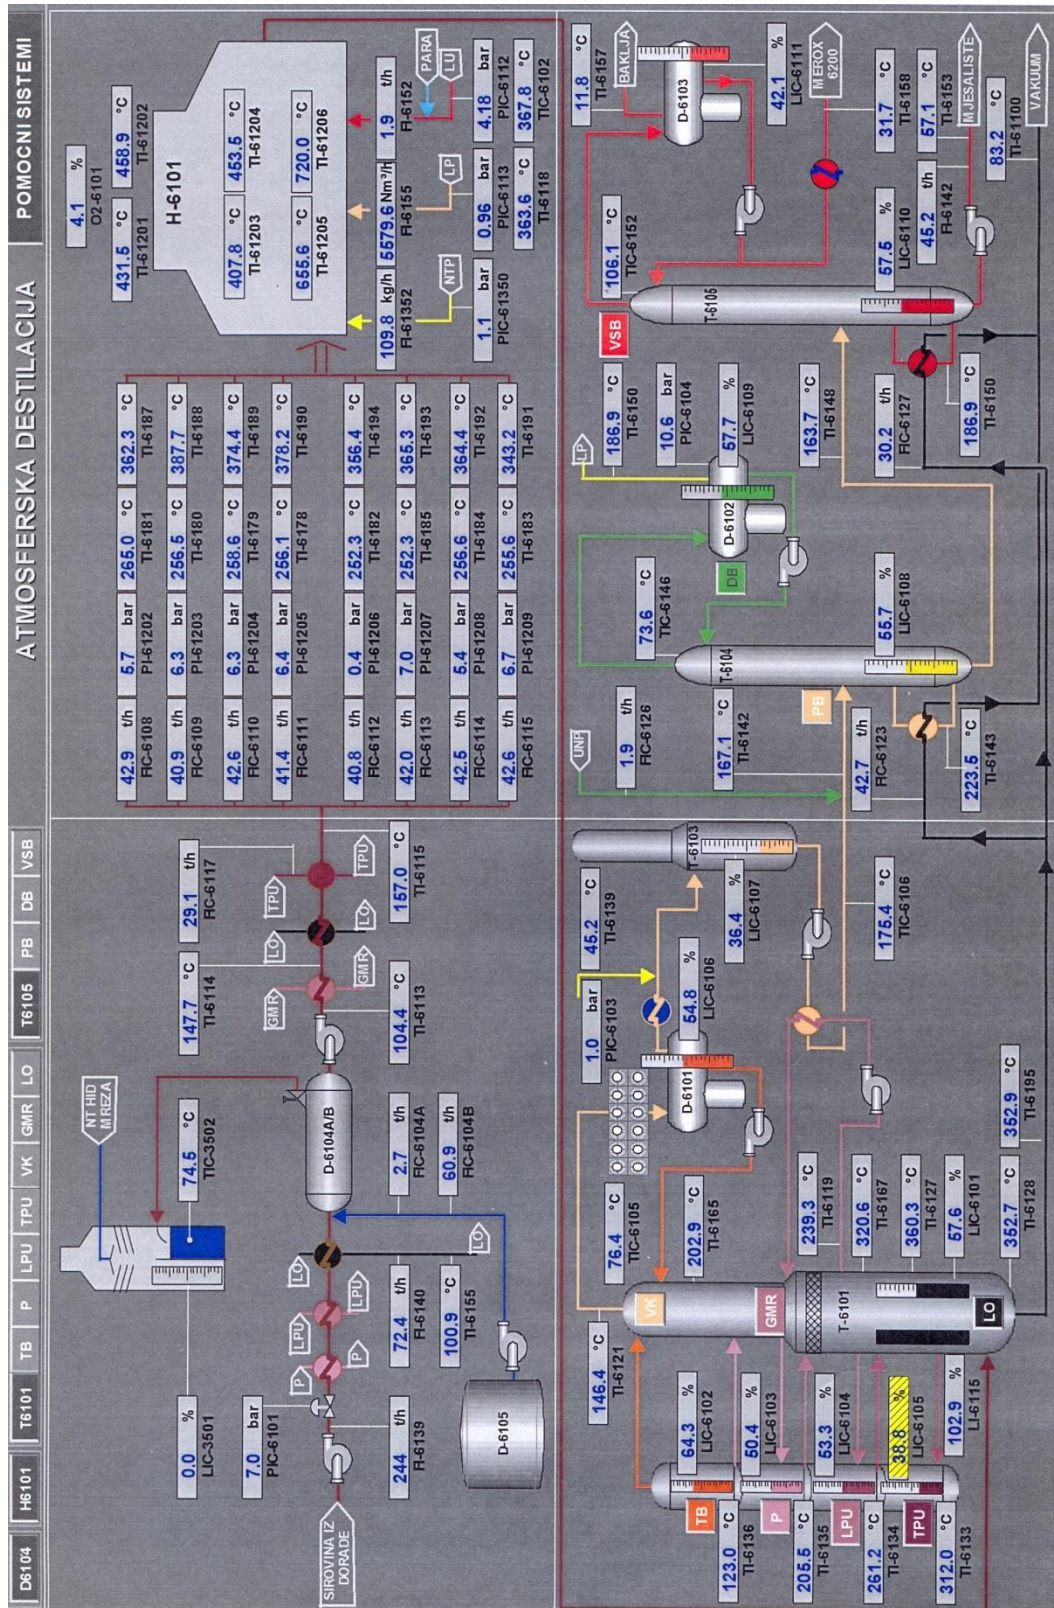 ATMOSFERSKA DESTILACIJA
POMOCNI SISTEMI
D6104 H6101 T6101 TB P LPU TPU VK GMR LO T6105 PB DB VSB
NT HID
MREZA
0.0 %
LIC-3501
74.5 °C
TIC-3502
147.7 °C
TI-6114
29.1 t/h
FIC-6117
7.0 bar
PIC-6101
P
LPU
LO
P
LPU
LO
D-6104A/B
GMR
LO
TPU
GMR
LO
TPU
SIROVINA IZ
DORADE
244 t/h
FI-6139
72.4 t/h
FI-6140
100.9 °C
TI-6155
2.7 t/h
FIC-6104A
60.9 t/h
FIC-6104B
104.4 °C
TI-6113
157.0 °C
TI-6115
D-6105
42.9 t/h 5.7 bar 265.0 °C 362.3 °C
FIC-6108 PI-61202 TI-6181 TI-6187
40.9 t/h 6.3 bar 256.5 °C 387.7 °C
FIC-6109 PI-61203 TI-6180 TI-6188
42.6 t/h 6.3 bar 258.6 °C 374.4 °C
FIC-6110 PI-61204 TI-6179 TI-6189
41.4 t/h 6.4 bar 256.1 °C 378.2 °C
FIC-6111 PI-61205 TI-6178 TI-6190
40.8 t/h 0.4 bar 252.3 °C 356.4 °C
FIC-6112 PI-61206 TI-6182 TI-6194
42.0 t/h 7.0 bar 252.3 °C 365.3 °C
FIC-6113 PI-61207 TI-6185 TI-6193
42.5 t/h 5.4 bar 256.6 °C 364.4 °C
FIC-6114 PI-61208 TI-6184 TI-6192
42.6 t/h 6.7 bar 255.6 °C 343.2 °C
FIC-6115 PI-61209 TI-6183 TI-6191
4.1 %
O2-6101
431.5 °C
TI-61201
458.9 °C
TI-61202
H-6101
407.8 °C
TI-61203
453.5 °C
TI-61204
655.6 °C
TI-61205
720.0 °C
TI-61206
109.8 kg/h
FI-61352
5579.6 Nm³/h
FI-6155
1.9 t/h
FI-6152
NTP
LP
PARA
LU
1.1 bar
PIC-61350
0.96 bar
PIC-6113
4.18 bar
PIC-6112
363.6 °C
TI-6118
367.8 °C
TIC-6102
TB
P
LPU
TPU
123.0 °C
TI-6136
205.5 °C
TI-6135
261.2 °C
TI-6134
312.0 °C
TI-6133
64.3 %
LIC-6102
50.4 %
LIC-6103
53.3 %
LIC-6104
38.8 %
LIC-6105
102.9 %
LI-6115
146.4 °C
TI-6121
VK
GMR
T-6101
LO
76.4 °C
TIC-6105
202.9 °C
TI-6165
239.3 °C
TI-6119
320.6 °C
TI-6167
360.3 °C
TI-6127
57.6 %
LIC-6101
352.7 °C
TI-6128
352.9 °C
TI-6195
D-6101
1.0 bar
PIC-6103
54.8 %
LIC-6106
45.2 °C
TI-6139
T-6103
36.4 %
LIC-6107
175.4 °C
TIC-6106
UNP
1.9 t/h
FIC-6126
167.1 °C
TI-6142
42.7 t/h
FIC-6123
223.5 °C
TI-6143
PB
T-6104
73.6 °C
TIC-6146
55.7 %
LIC-6108
DB
D-6102
LP
186.9 °C
TI-6150
10.6 bar
PIC-6104
57.7 %
LIC-6109
163.7 °C
TI-6148
30.2 t/h
FIC-6127
186.9 °C
TI-6150
VSB
T-6105
106.1 °C
TIC-6152
57.5 %
LIC-6110
45.2 t/h
FI-6142
11.8 °C
TI-6157
BAKLJA
D-6103
42.1 %
LIC-6111
MEROX
6200
31.7 °C
TI-6158
57.1 °C
TI-6153
MJESALISTE
83.2 °C
TI-61100
VAKUUM